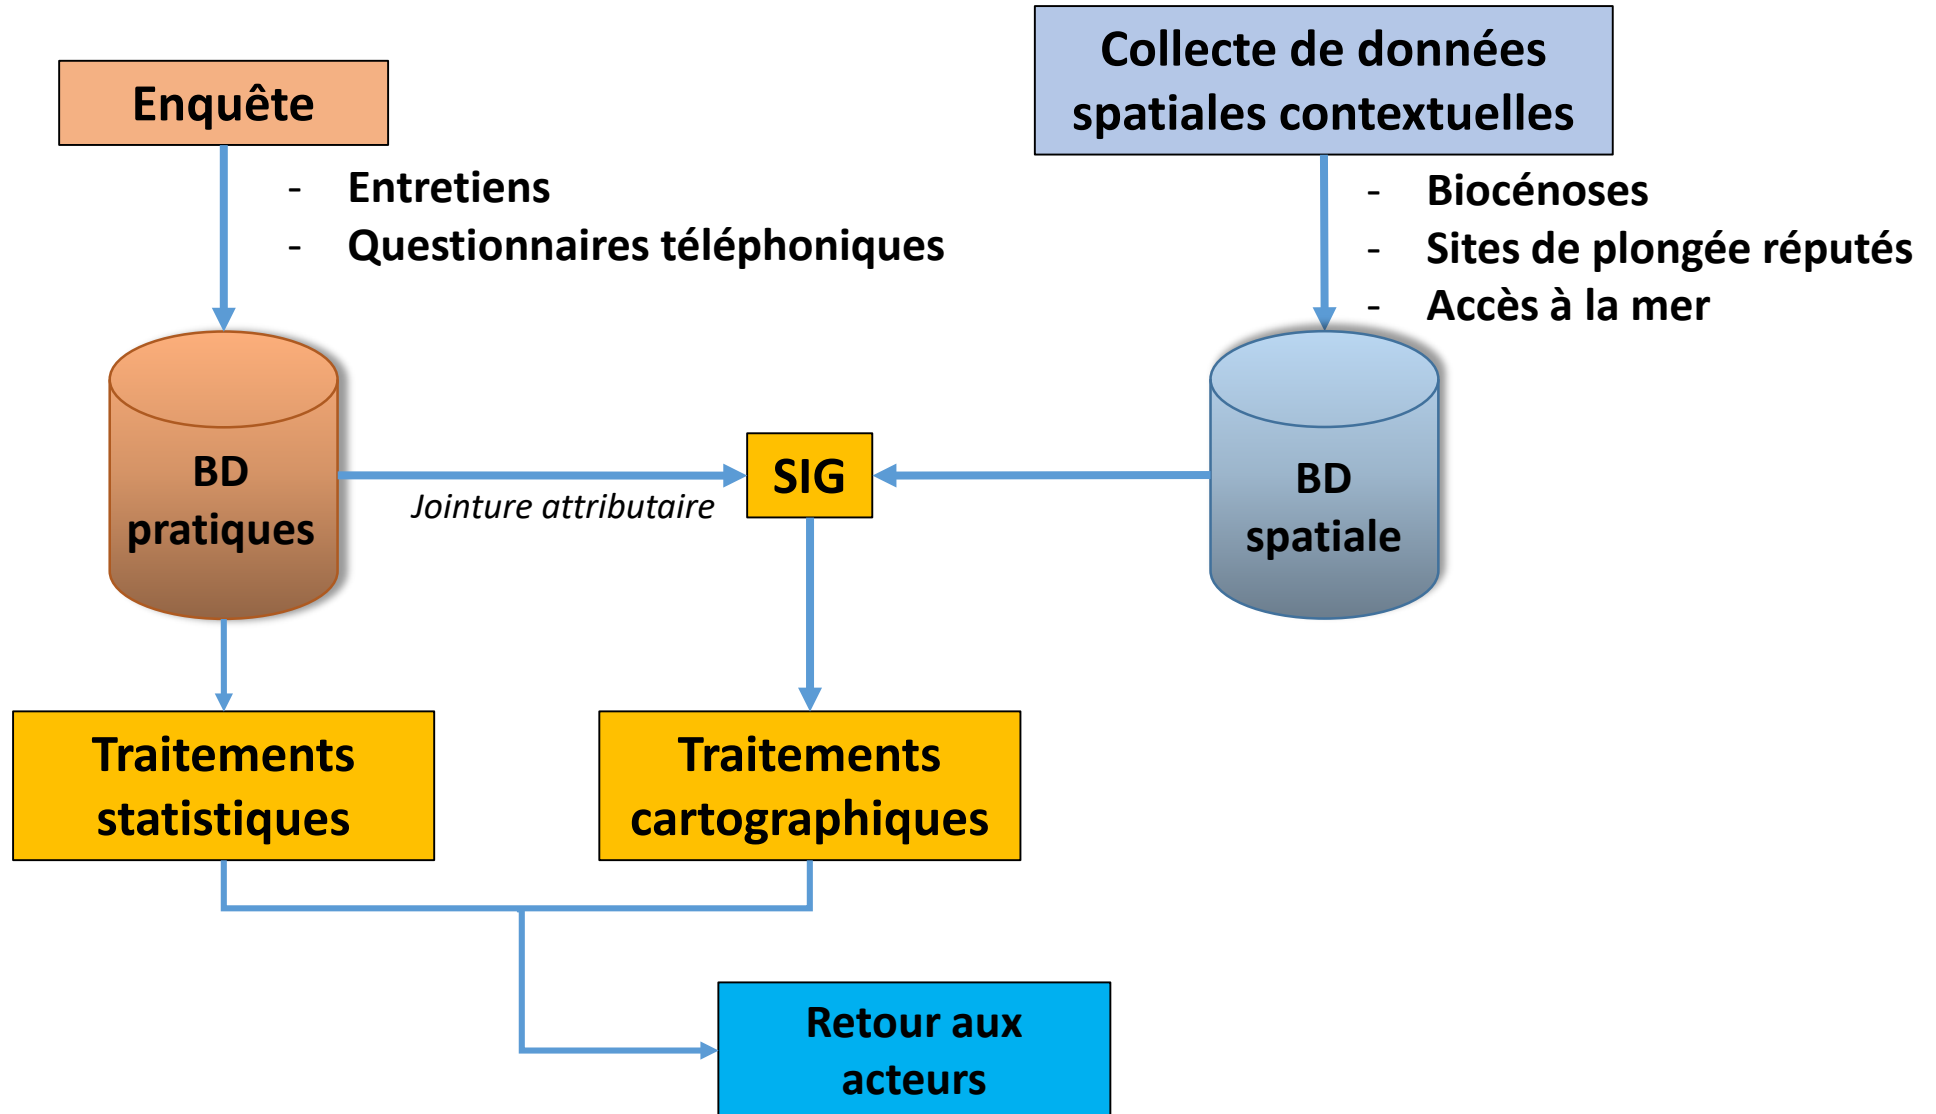 Enquête
Collecte de données
spatiales contextuelles
- Entretiens
- Questionnaires téléphoniques
- Biocénoses
- Sites de plongée réputés
- Accès à la mer
BD
pratiques
Jointure attributaire
SIG
BD
spatiale
Traitements
statistiques
Traitements
cartographiques
Retour aux
acteurs